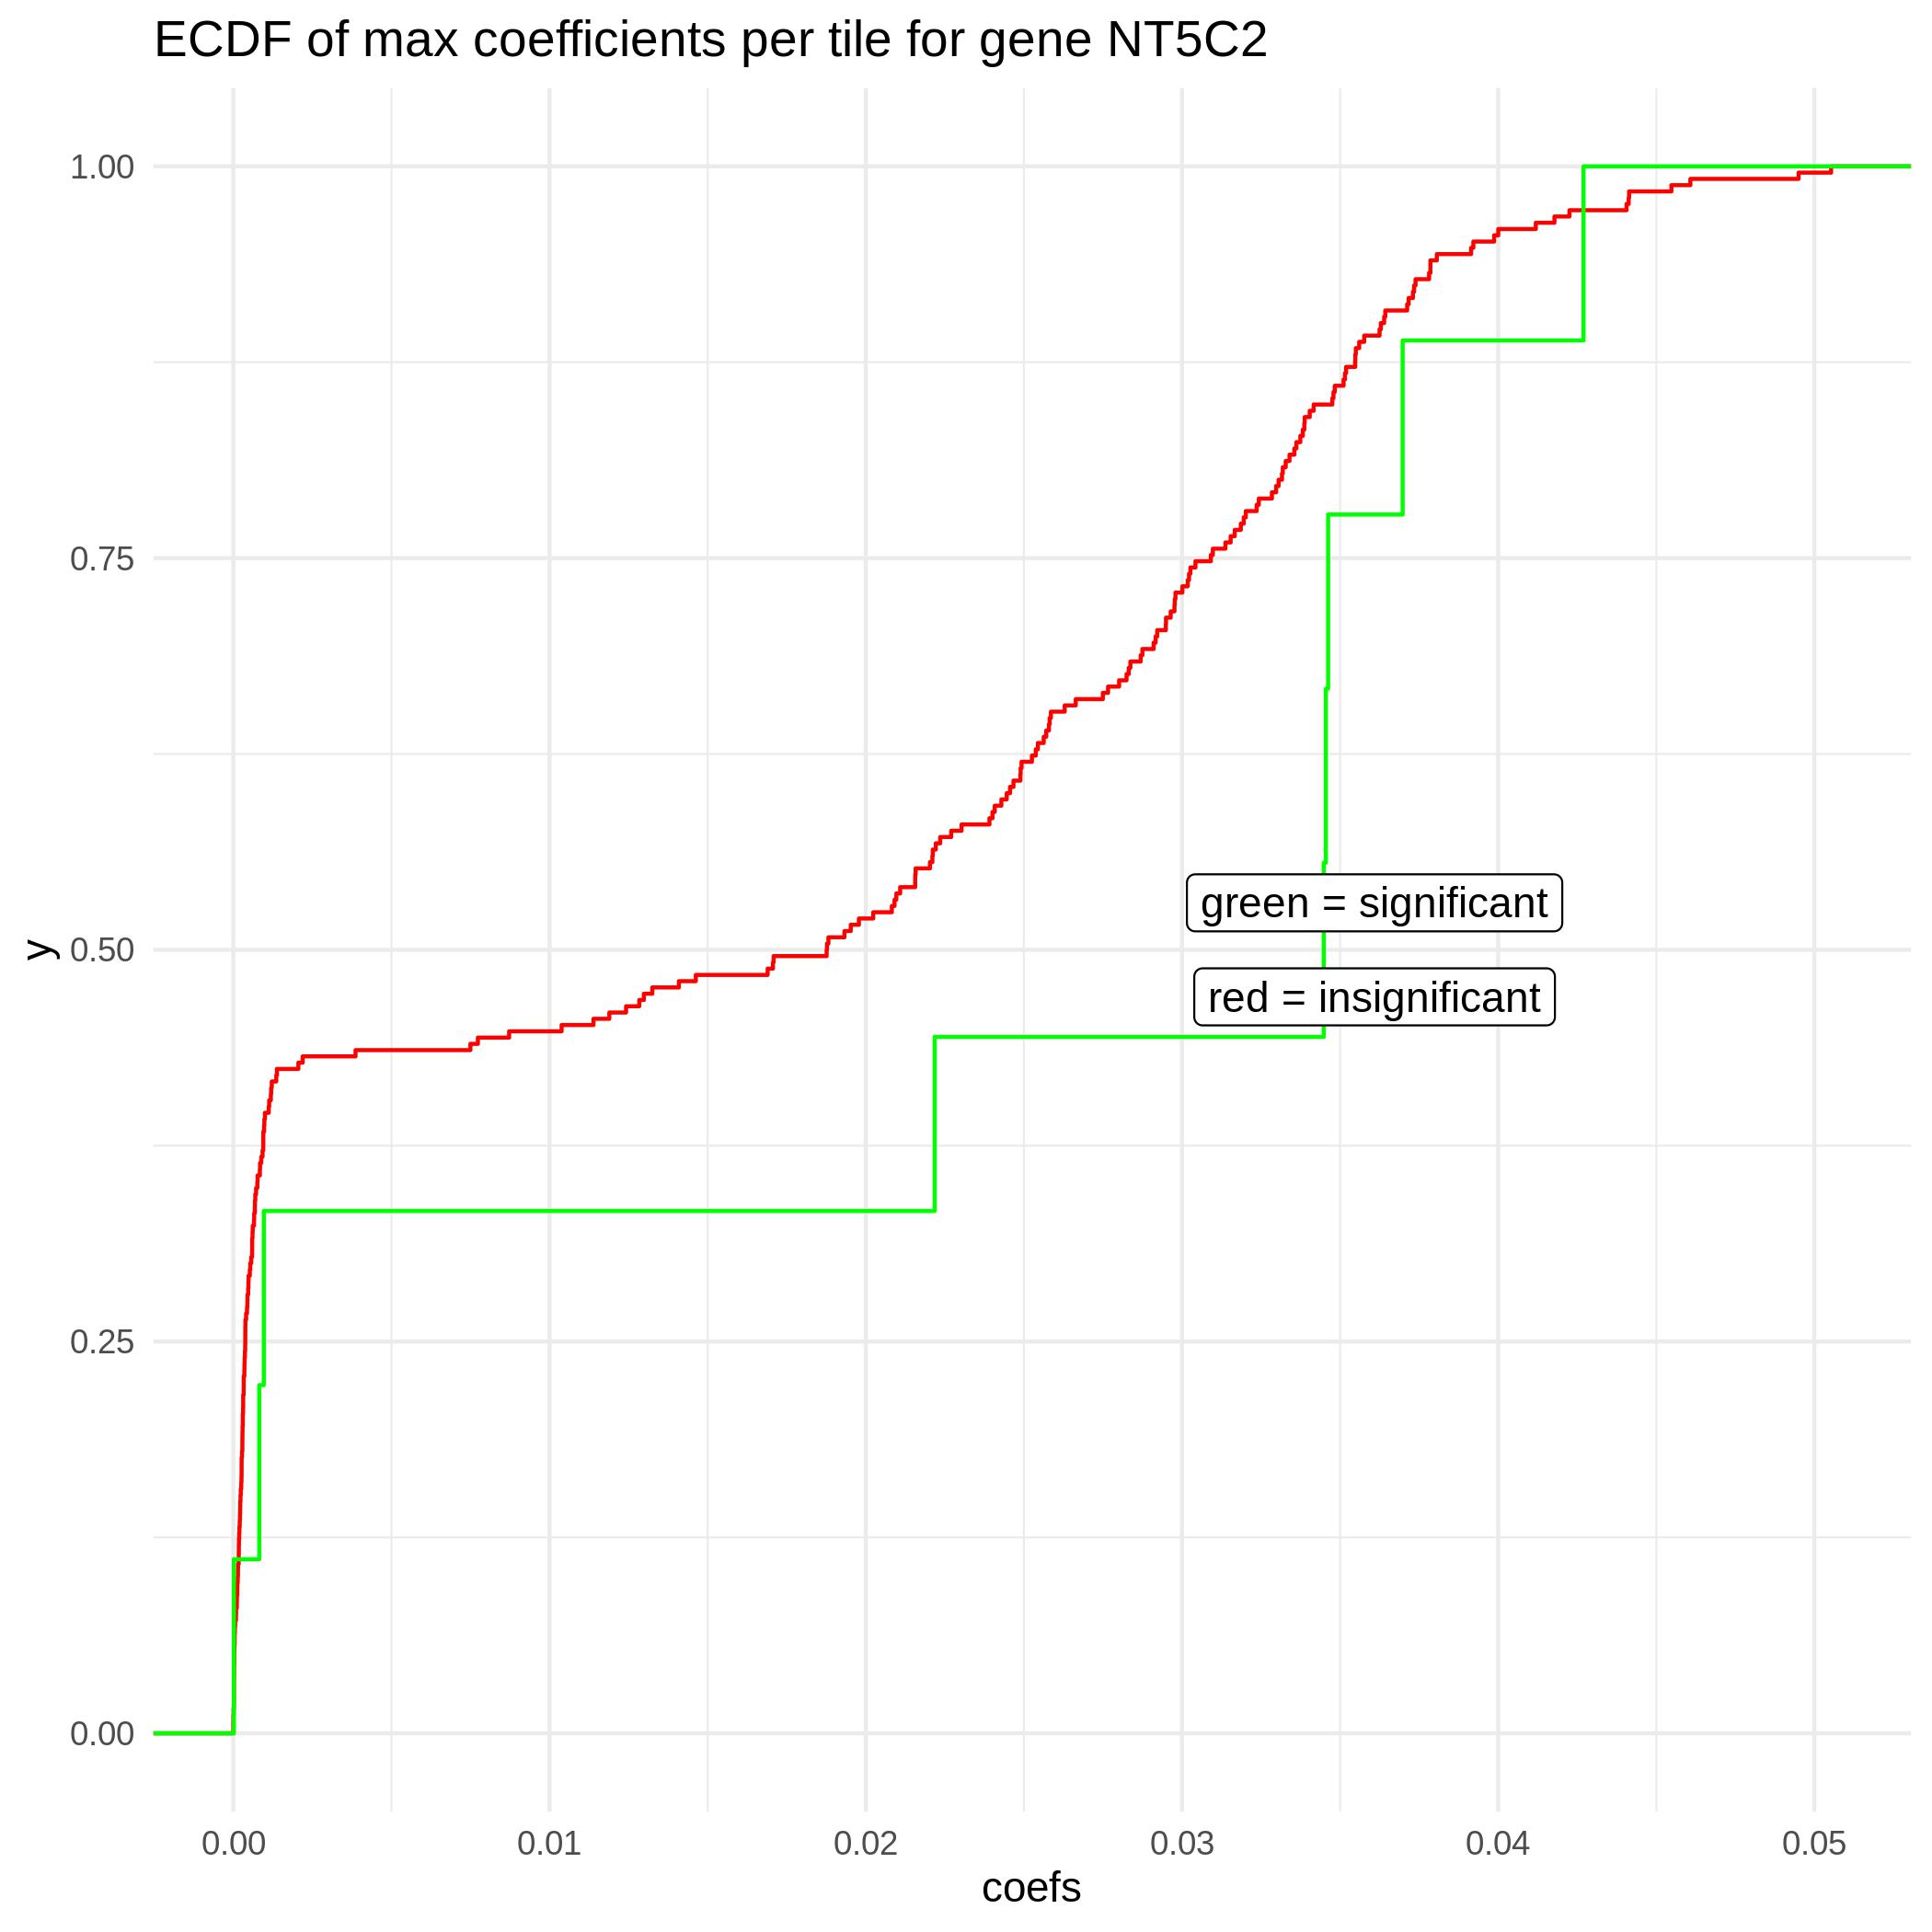 ECDF of max coefficients per tile for gene NT5C2
1.00
0.75
0.50
0.25
0.00
y
green = significant
red = insignificant
0.00 0.01 0.02 0.03 0.04 0.05
coefs